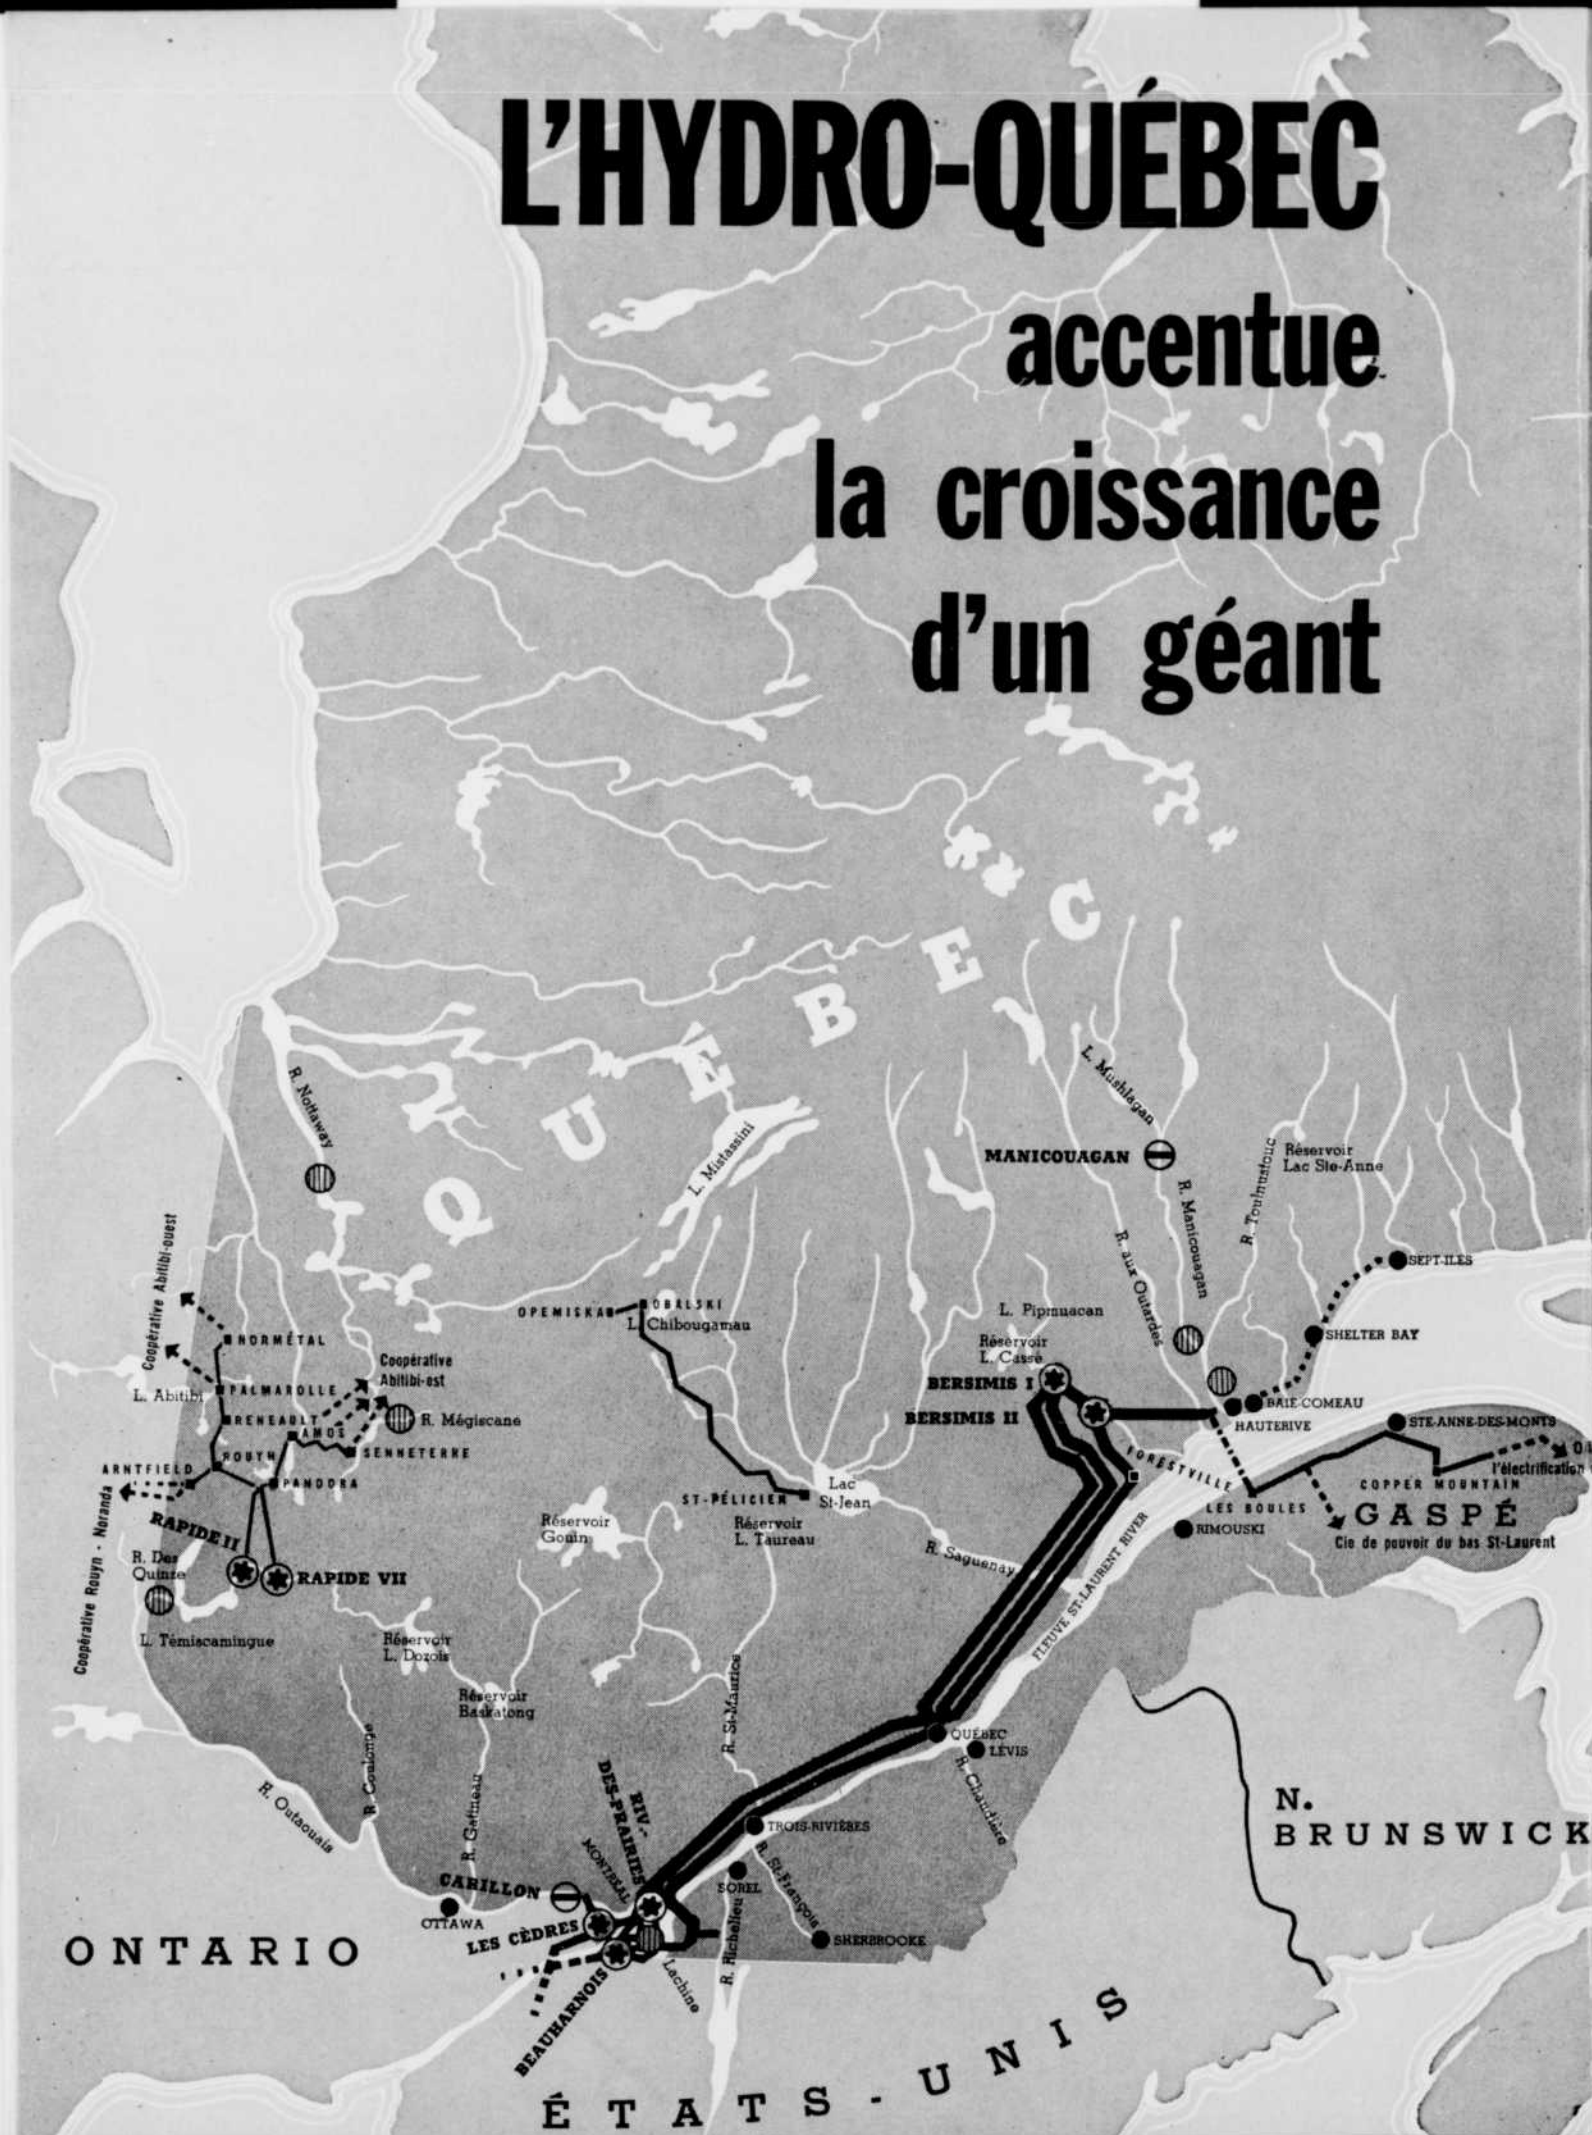 L'HYDRO-QUÉBEC
accentue
la croissance
d'un géant
QUÉBEC
R. Nottaway
L. Mistassini
L. Mushlagan
MANICOUAGAN
R. Manicouagan
R. aux Outardes
R. Toulnustouc
Réservoir
Lac Ste-Anne
SEPT-ILES
SHELTER BAY
BAIE-COMEAU
HAUTERIVE
L. Pipmuacan
Réservoir
L. Cassé
BERSIMIS I
BERSIMIS II
FORESTVILLE
LES BOULES
RIMOUSKI
STE-ANNE-DES-MONTS
l'électrification
COPPER MOUNTAIN
GASPÉ
Cie de pouvoir du bas St-Laurent
Coopérative Abitibi-ouest
NORMÉTAL
L. Abitibi
PALMAROLLE
Coopérative
Abitibi-est
RENEAULT
AMOS
R. Mégiscane
ROUYN
SENNETERRE
ARNTFIELD
PANDORA
Coopérative Rouyn - Noranda
RAPIDE II
RAPIDE VII
R. Des
Quinze
L. Témiscamingue
OPEMISKA
OBALSKI
L. Chibougamau
ST-FÉLICIEN
Lac
St-Jean
Réservoir
Gouin
Réservoir
L. Taureau
R. Saguenay
FLEUVE ST-LAURENT RIVER
Réservoir
L. Dozois
Réservoir
Baskatong
R. St-Maurice
R. Coulonge
R. Gatineau
R. Outaouais
QUÉBEC
LÉVIS
R. Chaudière
TROIS-RIVIÈRES
R. St-François
SOREL
R. Richelieu
SHERBROOKE
RIV.-
DES-PRAIRIES
MONTRÉAL
CARILLON
OTTAWA
LES CÈDRES
BEAUHARNOIS
Lachine
ONTARIO
N.
BRUNSWICK
ÉTATS-UNIS